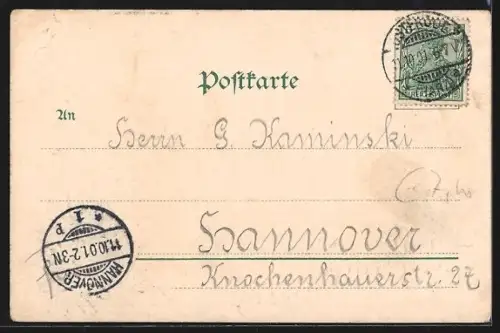 Postkarte
An
Herrn G. Kaminski
Hannover
Knochenhauerstr. 27
HANNOVER
11.10.01.2-3N
* 1 P